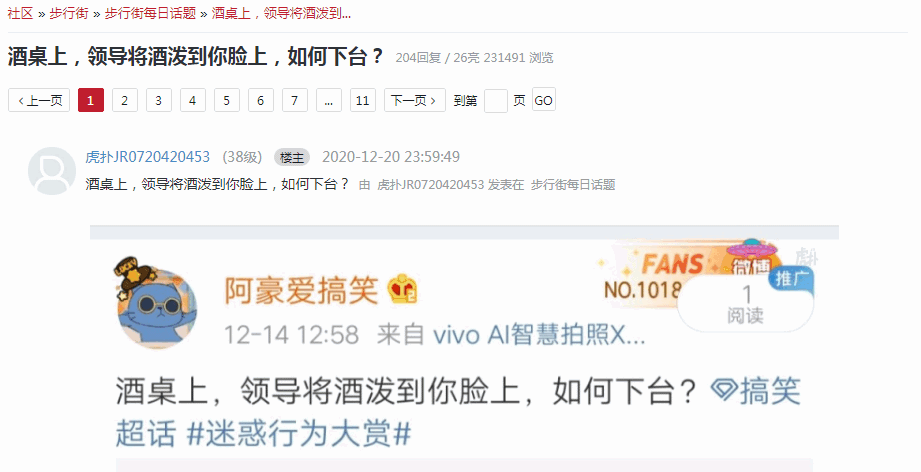 社区 » 步行街 » 步行街每日话题 » 酒桌上，领导将酒泼到...
酒桌上，领导将酒泼到你脸上，如何下台？ 204回复 / 26亮 231491 浏览
‹ 上一页 1 2 3 4 5 6 7 ... 11 下一页 › 到第 页 GO
虎扑JR0720420453 (38级) 楼主 2020-12-20 23:59:49
酒桌上，领导将酒泼到你脸上，如何下台？ 由 虎扑JR0720420453 发表在 步行街每日话题
阿豪爱搞笑
FANS 微博
NO.1018
推广
1
阅读
12-14 12:58 来自 vivo AI智慧拍照X...
酒桌上，领导将酒泼到你脸上，如何下台？搞笑
超话 #迷惑行为大赏#